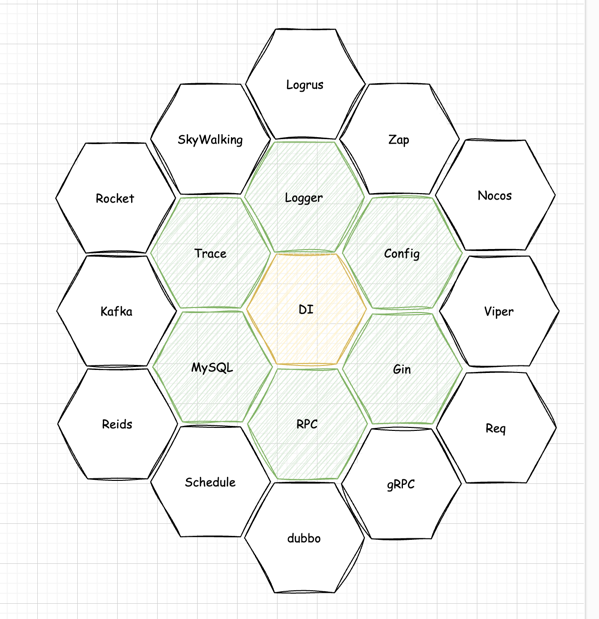 Logrus
SkyWalking
Zap
Rocket
Logger
Nocos
Trace
Config
Kafka
DI
Viper
MySQL
Gin
Reids
RPC
Req
Schedule
gRPC
dubbo